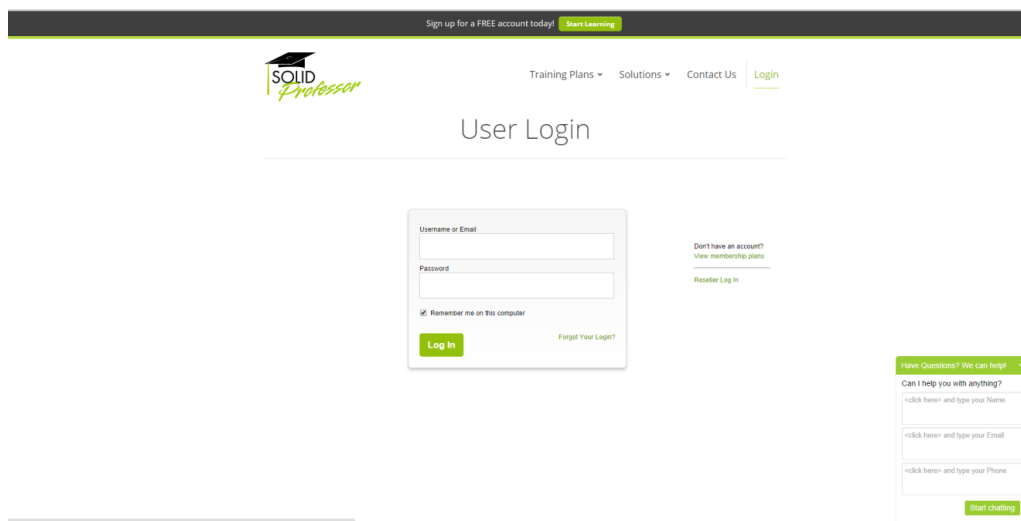 Sign up for a FREE account today! Start Learning
SOLID
Professor
Training Plans Solutions Contact Us Login
User Login
Username or Email
Password
Remember me on this computer
Log In
Forgot Your Login?
Don't have an account?
View membership plans
Reseller Log In
Have Questions? We can help!
Can I help you with anything?
<click here> and type your Name
<click here> and type your Email
<click here> and type your Phone
Start chatting